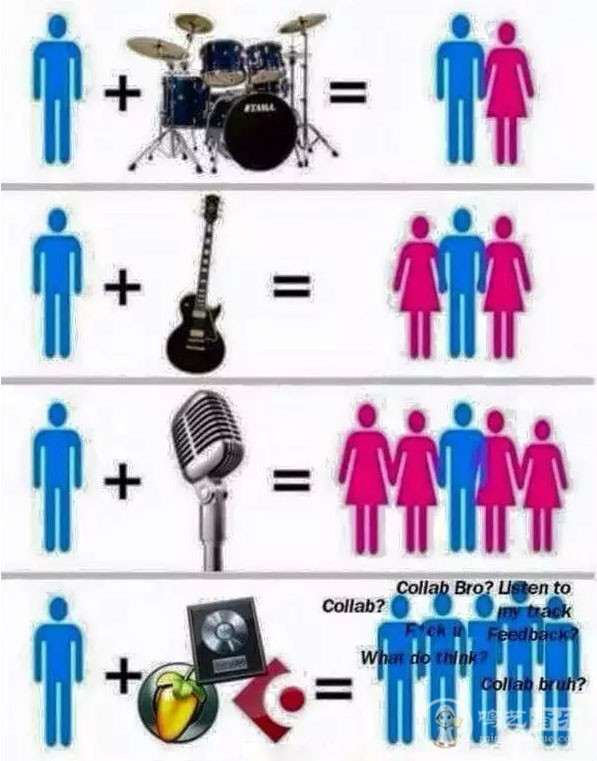 TAMA
Collab Bro? Listen to
Collab?
my track
F*ck u
Feedback?
What do think?
Collab bruh?